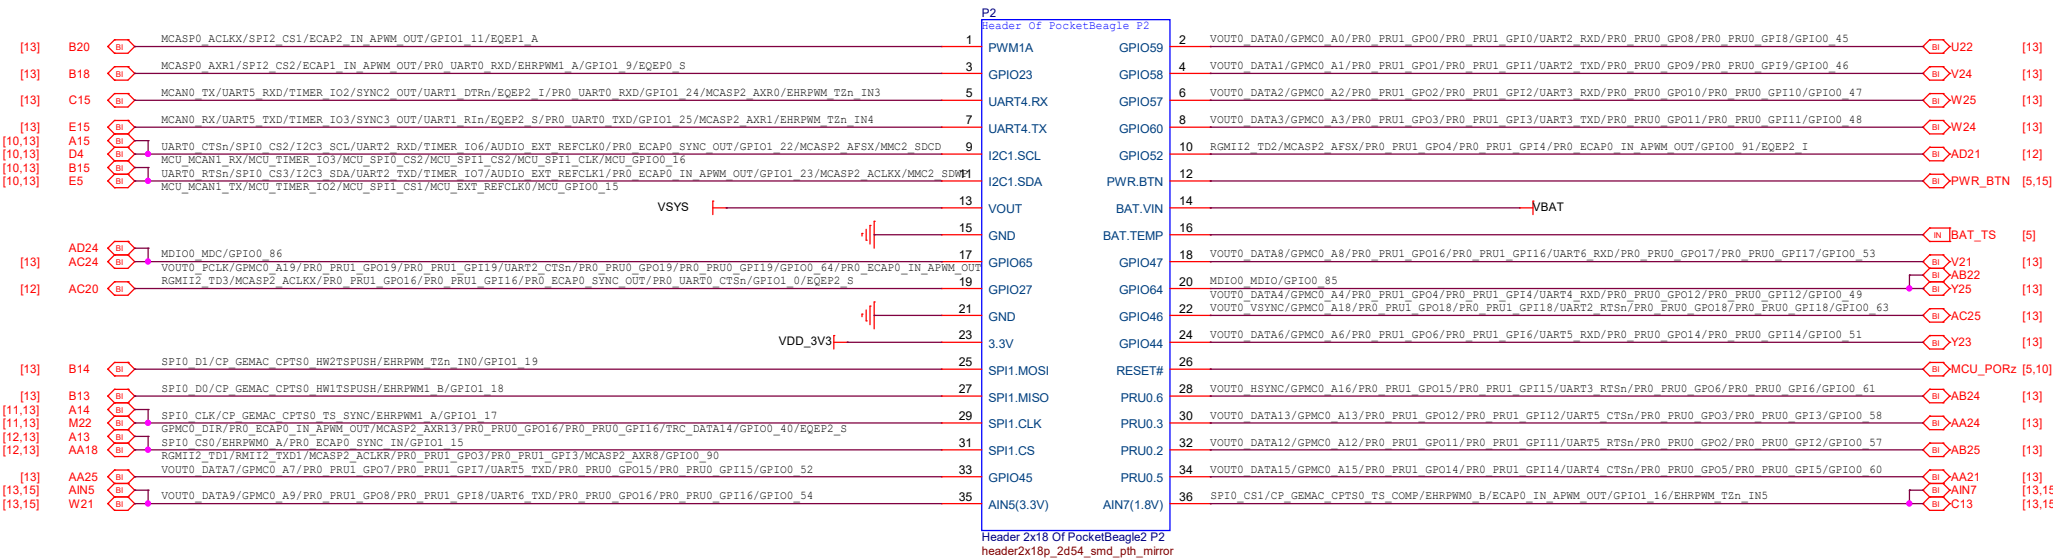 P2
Header Of PocketBeagle P2
[13] B20 BI MCASP0_ACLKX/SPI2_CS1/ECAP2_IN_APWM_OUT/GPIO1_11/EQEP1_A 1 PWM1A GPIO59 2 VOUT0_DATA0/GPMC0_A0/PR0_PRU1_GPO0/PR0_PRU1_GPI0/UART2_RXD/PR0_PRU0_GPO8/PR0_PRU0_GPI8/GPIO0_45 BI U22 [13]
[13] B18 BI MCASP0_AXR1/SPI2_CS2/ECAP1_IN_APWM_OUT/PR0_UART0_RXD/EHRPWM1_A/GPIO1_9/EQEP0_S 3 GPIO23 GPIO58 4 VOUT0_DATA1/GPMC0_A1/PR0_PRU1_GPO1/PR0_PRU1_GPI1/UART2_TXD/PR0_PRU0_GPO9/PR0_PRU0_GPI9/GPIO0_46 BI V24 [13]
[13] C15 BI MCAN0_TX/UART5_RXD/TIMER_IO2/SYNC2_OUT/UART1_DTRn/EQEP2_I/PR0_UART0_RXD/GPIO1_24/MCASP2_AXR0/EHRPWM_TZn_IN3 5 UART4.RX GPIO57 6 VOUT0_DATA2/GPMC0_A2/PR0_PRU1_GPO2/PR0_PRU1_GPI2/UART3_RXD/PR0_PRU0_GPO10/PR0_PRU0_GPI10/GPIO0_47 BI W25 [13]
[13] E15 BI MCAN0_RX/UART5_TXD/TIMER_IO3/SYNC3_OUT/UART1_RIn/EQEP2_S/PR0_UART0_TXD/GPIO1_25/MCASP2_AXR1/EHRPWM_TZn_IN4 7 UART4.TX GPIO60 8 VOUT0_DATA3/GPMC0_A3/PR0_PRU1_GPO3/PR0_PRU1_GPI3/UART3_TXD/PR0_PRU0_GPO11/PR0_PRU0_GPI11/GPIO0_48 BI W24 [13]
[10,13] A15 BI
[10,13] D4 BI UART0_CTSn/SPI0_CS2/I2C3_SCL/UART2_RXD/TIMER_IO6/AUDIO_EXT_REFCLK0/PR0_ECAP0_SYNC_OUT/GPIO1_22/MCASP2_AFSX/MMC2_SDCD 9 I2C1.SCL GPIO52 10 RGMII2_TD2/MCASP2_AFSX/PR0_PRU1_GPO4/PR0_PRU1_GPI4/PR0_ECAP0_IN_APWM_OUT/GPIO0_91/EQEP2_I BI AD21 [12]
[10,13] B15 BI MCU_MCAN1_RX/MCU_TIMER_IO3/MCU_SPI0_CS2/MCU_SPI1_CS2/MCU_SPI1_CLK/MCU_GPIO0_16
[10,13] E5 BI UART0_RTSn/SPI0_CS3/I2C3_SDA/UART2_TXD/TIMER_IO7/AUDIO_EXT_REFCLK1/PR0_ECAP0_IN_APWM_OUT/GPIO1_23/MCASP2_ACLKX/MMC2_SDWP 11 I2C1.SDA PWR.BTN 12 BI PWR_BTN [5,15]
MCU_MCAN1_TX/MCU_TIMER_IO2/MCU_SPI1_CS1/MCU_EXT_REFCLK0/MCU_GPIO0_15
VSYS 13 VOUT BAT.VIN 14 VBAT
15 GND BAT.TEMP 16 IN BAT_TS [5]
AD24 BI MDIO0_MDC/GPIO0_86
[13] AC24 BI 17 GPIO65 GPIO47 18 VOUT0_DATA8/GPMC0_A8/PR0_PRU1_GPO16/PR0_PRU1_GPI16/UART6_RXD/PR0_PRU0_GPO17/PR0_PRU0_GPI17/GPIO0_53 BI V21 [13]
VOUT0_PCLK/GPMC0_A19/PR0_PRU1_GPO19/PR0_PRU1_GPI19/UART2_CTSn/PR0_PRU0_GPO19/PR0_PRU0_GPI19/GPIO0_64/PR0_ECAP0_IN_APWM_OUT BI AB22
[12] AC20 BI RGMII2_TD3/MCASP2_ACLKX/PR0_PRU1_GPO16/PR0_PRU1_GPI16/PR0_ECAP0_SYNC_OUT/PR0_UART0_CTSn/GPIO1_0/EQEP2_S 19 GPIO27 GPIO64 20 MDIO0_MDIO/GPIO0_85 BI Y25 [13]
VOUT0_DATA4/GPMC0_A4/PR0_PRU1_GPO4/PR0_PRU1_GPI4/UART4_RXD/PR0_PRU0_GPO12/PR0_PRU0_GPI12/GPIO0_49
21 GND GPIO46 22 VOUT0_VSYNC/GPMC0_A18/PR0_PRU1_GPO18/PR0_PRU1_GPI18/UART2_RTSn/PR0_PRU0_GPO18/PR0_PRU0_GPI18/GPIO0_63 BI AC25 [13]
VDD_3V3 23 3.3V GPIO44 24 VOUT0_DATA6/GPMC0_A6/PR0_PRU1_GPO6/PR0_PRU1_GPI6/UART5_RXD/PR0_PRU0_GPO14/PR0_PRU0_GPI14/GPIO0_51 BI Y23 [13]
[13] B14 BI SPI0_D1/CP_GEMAC_CPTS0_HW2TSPUSH/EHRPWM_TZn_IN0/GPIO1_19 25 SPI1.MOSI RESET# 26 BI MCU_PORz [5,10]
[13] B13 BI SPI0_D0/CP_GEMAC_CPTS0_HW1TSPUSH/EHRPWM1_B/GPIO1_18 27 SPI1.MISO PRU0.6 28 VOUT0_HSYNC/GPMC0_A16/PR0_PRU1_GPO15/PR0_PRU1_GPI15/UART3_RTSn/PR0_PRU0_GPO6/PR0_PRU0_GPI6/GPIO0_61 BI AB24 [13]
[11,13] A14 BI
[11,13] M22 BI SPI0_CLK/CP_GEMAC_CPTS0_TS_SYNC/EHRPWM1_A/GPIO1_17 29 SPI1.CLK PRU0.3 30 VOUT0_DATA13/GPMC0_A13/PR0_PRU1_GPO12/PR0_PRU1_GPI12/UART5_CTSn/PR0_PRU0_GPO3/PR0_PRU0_GPI3/GPIO0_58 BI AA24 [13]
[12,13] A13 BI GPMC0_DIR/PR0_ECAP0_IN_APWM_OUT/MCASP2_AXR13/PR0_PRU0_GPO16/PR0_PRU0_GPI16/TRC_DATA14/GPIO0_40/EQEP2_S
[12,13] AA18 BI SPI0_CS0/EHRPWM0_A/PR0_ECAP0_SYNC_IN/GPIO1_15 31 SPI1.CS PRU0.2 32 VOUT0_DATA12/GPMC0_A12/PR0_PRU1_GPO11/PR0_PRU1_GPI11/UART5_RTSn/PR0_PRU0_GPO2/PR0_PRU0_GPI2/GPIO0_57 BI AB25 [13]
RGMII2_TD1/RMII2_TXD1/MCASP2_ACLKR/PR0_PRU1_GPO3/PR0_PRU1_GPI3/MCASP2_AXR8/GPIO0_90
[13] AA25 BI VOUT0_DATA7/GPMC0_A7/PR0_PRU1_GPO7/PR0_PRU1_GPI7/UART5_TXD/PR0_PRU0_GPO15/PR0_PRU0_GPI15/GPIO0_52 33 GPIO45 PRU0.5 34 VOUT0_DATA15/GPMC0_A15/PR0_PRU1_GPO14/PR0_PRU1_GPI14/UART4_CTSn/PR0_PRU0_GPO5/PR0_PRU0_GPI5/GPIO0_60 BI AA21 [13]
[13,15] AIN5 BI BI AIN7 [13,15
[13,15] W21 BI VOUT0_DATA9/GPMC0_A9/PR0_PRU1_GPO8/PR0_PRU1_GPI8/UART6_TXD/PR0_PRU0_GPO16/PR0_PRU0_GPI16/GPIO0_54 35 AIN5(3.3V) AIN7(1.8V) 36 SPI0_CS1/CP_GEMAC_CPTS0_TS_COMP/EHRPWM0_B/ECAP0_IN_APWM_OUT/GPIO1_16/EHRPWM_TZn_IN5 BI C13 [13,15
Header 2x18 Of PocketBeagle2 P2
header2x18p_2d54_smd_pth_mirror